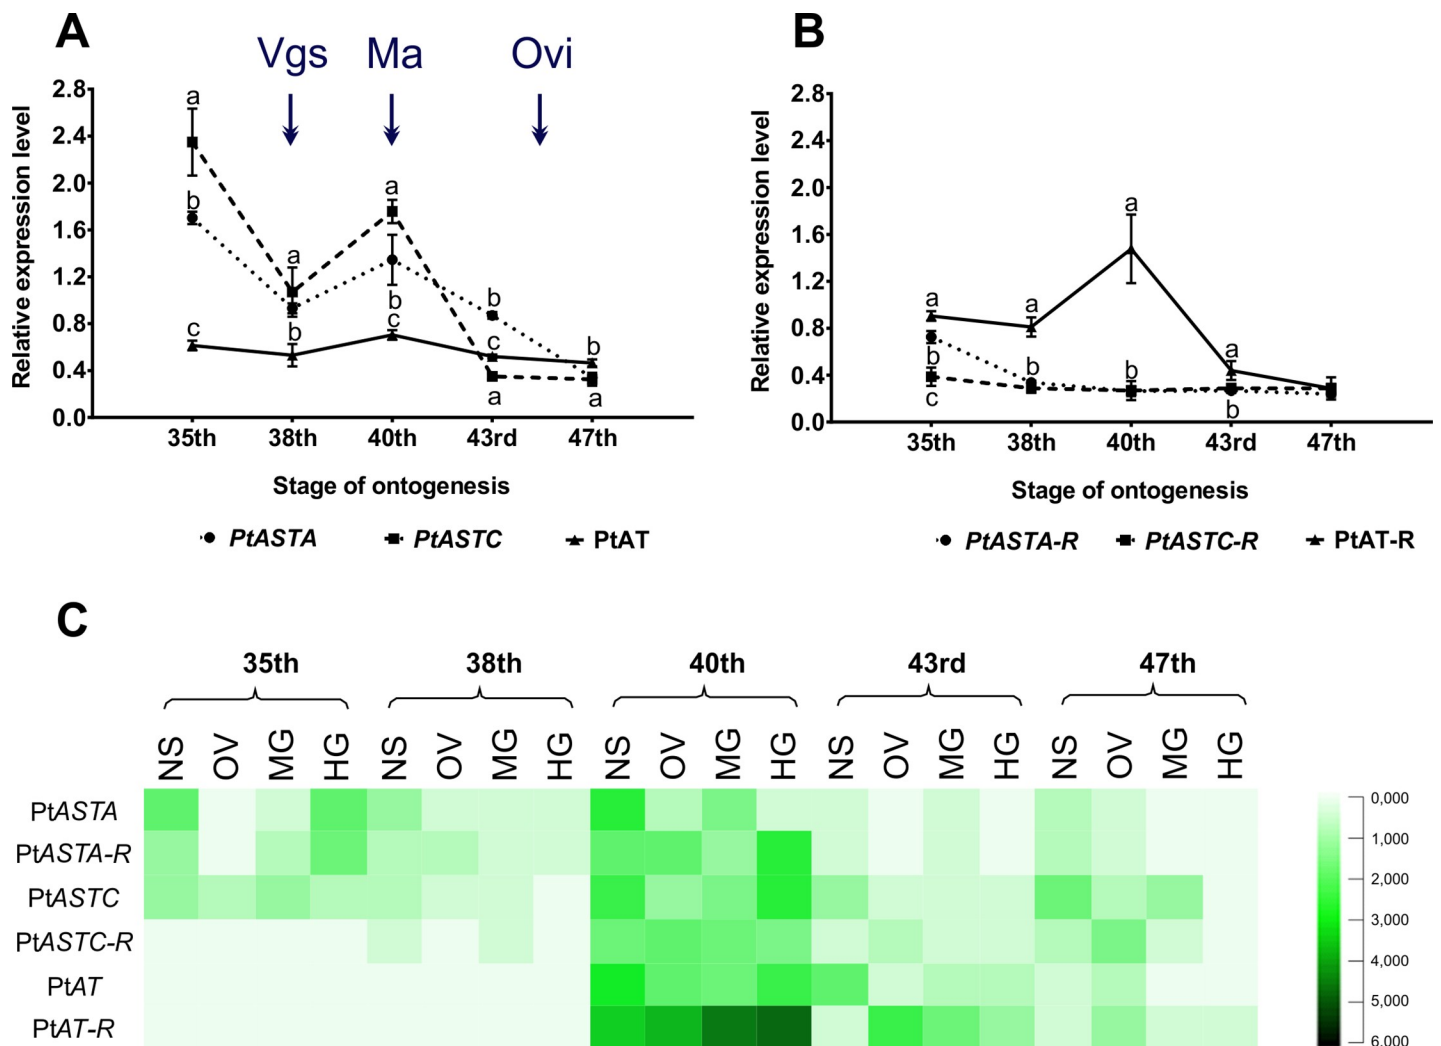 A
Vgs Ma Ovi
Relative expression level
2.8
2.4
2.0
1.6
1.2
0.8
0.4
0.0
a
b
c
a
b
a
b
c
b
c
a
b
a
35th 38th 40th 43rd 47th
Stage of ontogenesis
PtASTA PtASTC PtAT
B
Relative expression level
2.8
2.4
2.0
1.6
1.2
0.8
0.4
0.0
a
b
c
a
b
a
b
a
b
35th 38th 40th 43rd 47th
Stage of ontogenesis
PtASTA-R PtASTC-R PtAT-R
C
35th 38th 40th 43rd 47th
NS OV MG HG NS OV MG HG NS OV MG HG NS OV MG HG NS OV MG HG
PtASTA
PtASTA-R
PtASTC
PtASTC-R
PtAT
PtAT-R
0,000
1,000
2,000
3,000
4,000
5,000
6,000